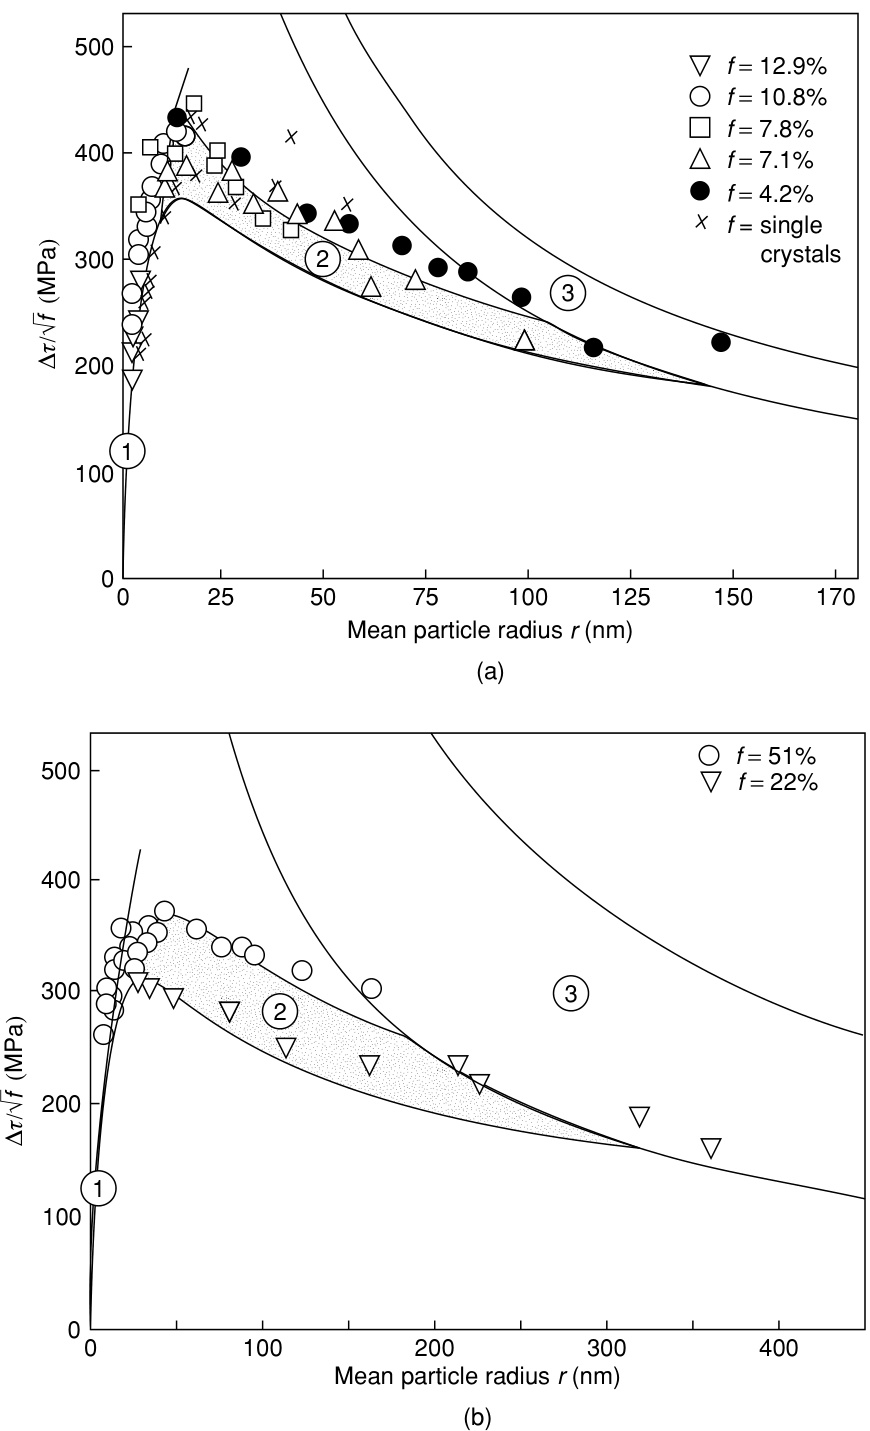 500
400
300
200
100
0
Δτ/√f (MPa)
f = 12.9%
f = 10.8%
f = 7.8%
f = 7.1%
f = 4.2%
f = single
crystals
1
2
3
0 25 50 75 100 125 150 170
Mean particle radius r (nm)
(a)
500
400
300
200
100
0
Δτ/√f (MPa)
f = 51%
f = 22%
1
2
3
0 100 200 300 400
Mean particle radius r (nm)
(b)